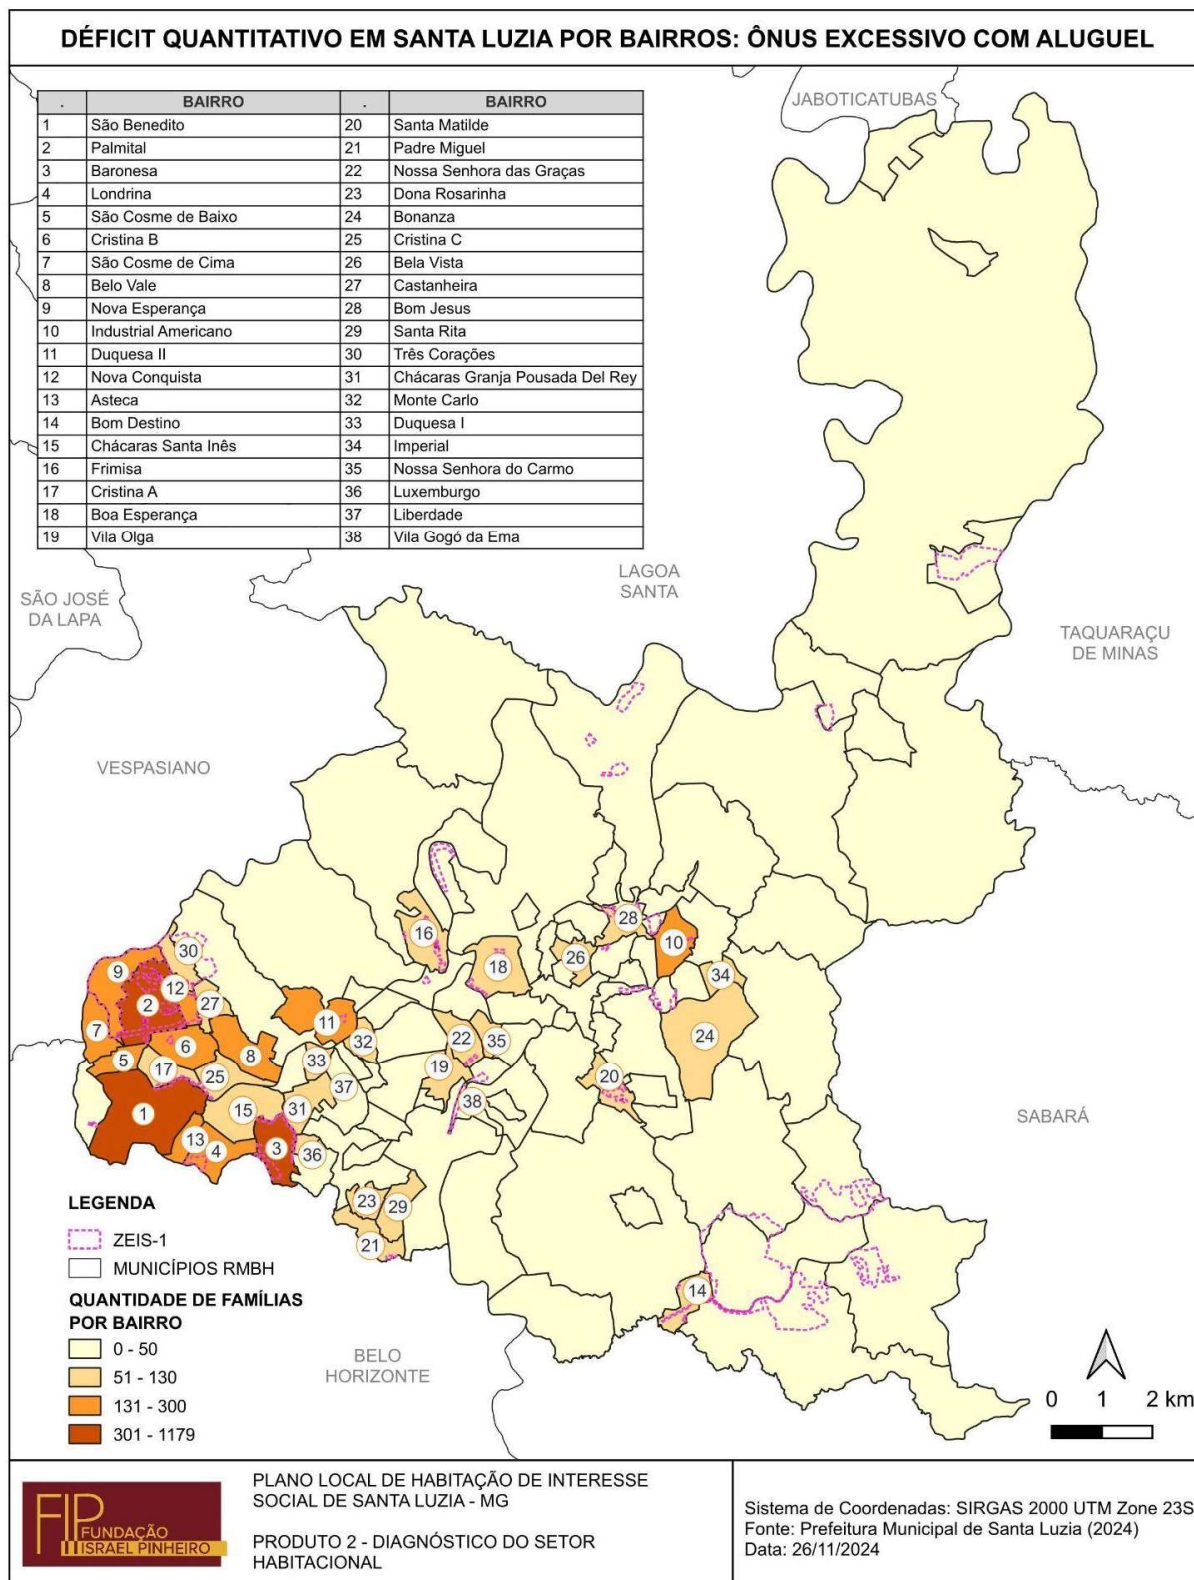 DÉFICIT QUANTITATIVO EM SANTA LUZIA POR BAIRROS: ÔNUS EXCESSIVO COM ALUGUEL
. BAIRRO . BAIRRO
1 São Benedito 20 Santa Matilde
2 Palmital 21 Padre Miguel
3 Baronesa 22 Nossa Senhora das Graças
4 Londrina 23 Dona Rosarinha
5 São Cosme de Baixo 24 Bonanza
6 Cristina B 25 Cristina C
7 São Cosme de Cima 26 Bela Vista
8 Belo Vale 27 Castanheira
9 Nova Esperança 28 Bom Jesus
10 Industrial Americano 29 Santa Rita
11 Duquesa II 30 Três Corações
12 Nova Conquista 31 Chácaras Granja Pousada Del Rey
13 Asteca 32 Monte Carlo
14 Bom Destino 33 Duquesa I
15 Chácaras Santa Inês 34 Imperial
16 Frimisa 35 Nossa Senhora do Carmo
17 Cristina A 36 Luxemburgo
18 Boa Esperança 37 Liberdade
19 Vila Olga 38 Vila Gogó da Ema
JABOTICATUBAS
LAGOA
SANTA
SÃO JOSÉ
DA LAPA
TAQUARAÇU
DE MINAS
VESPASIANO
28
16
10
30
26
18
9
34
12
2
27
11
7
24
22
35
32
6
8
5
33
19
17
25
20
37
38
15
31
1
SABARÁ
13
4
3
36
23
29
21
14
BELO
HORIZONTE
LEGENDA
ZEIS-1
MUNICÍPIOS RMBH
QUANTIDADE DE FAMÍLIAS
POR BAIRRO
0 - 50
51 - 130
131 - 300
301 - 1179
0 1 2 km
FIP
FUNDAÇÃO
ISRAEL PINHEIRO
PLANO LOCAL DE HABITAÇÃO DE INTERESSE
SOCIAL DE SANTA LUZIA - MG
PRODUTO 2 - DIAGNÓSTICO DO SETOR
HABITACIONAL
Sistema de Coordenadas: SIRGAS 2000 UTM Zone 23S
Fonte: Prefeitura Municipal de Santa Luzia (2024)
Data: 26/11/2024